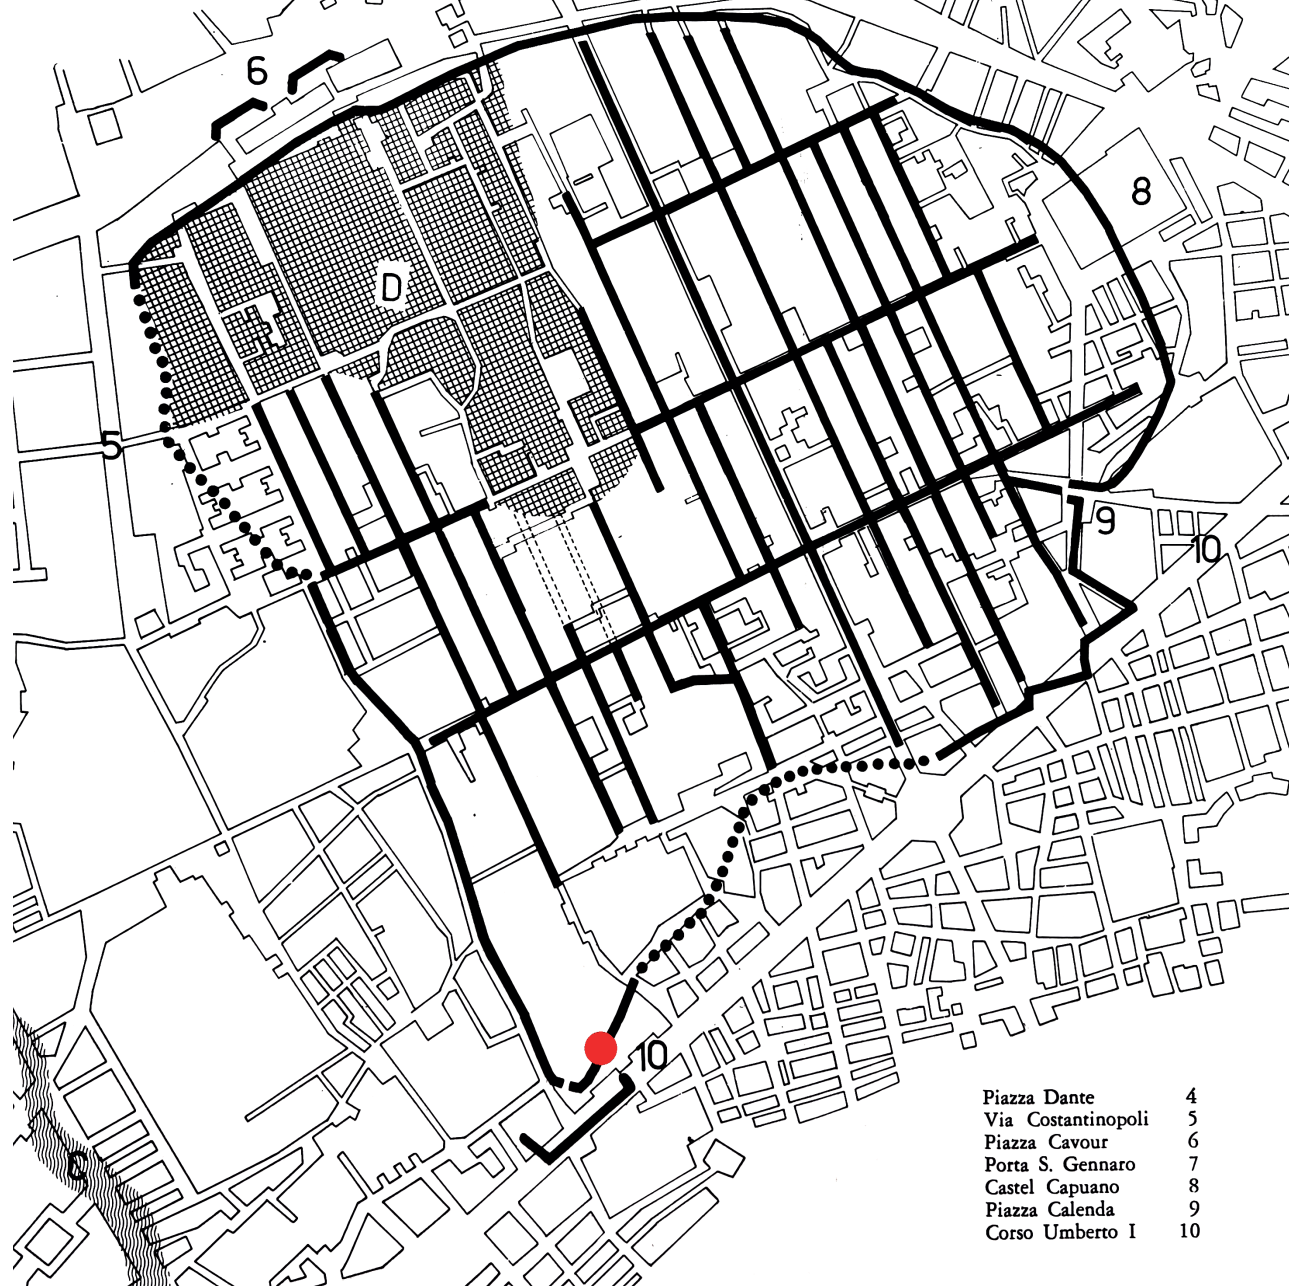 6
8
D
5
9
10
10
C
Piazza Dante 4
Via Costantinopoli 5
Piazza Cavour 6
Porta S. Gennaro 7
Castel Capuano 8
Piazza Calenda 9
Corso Umberto I 10